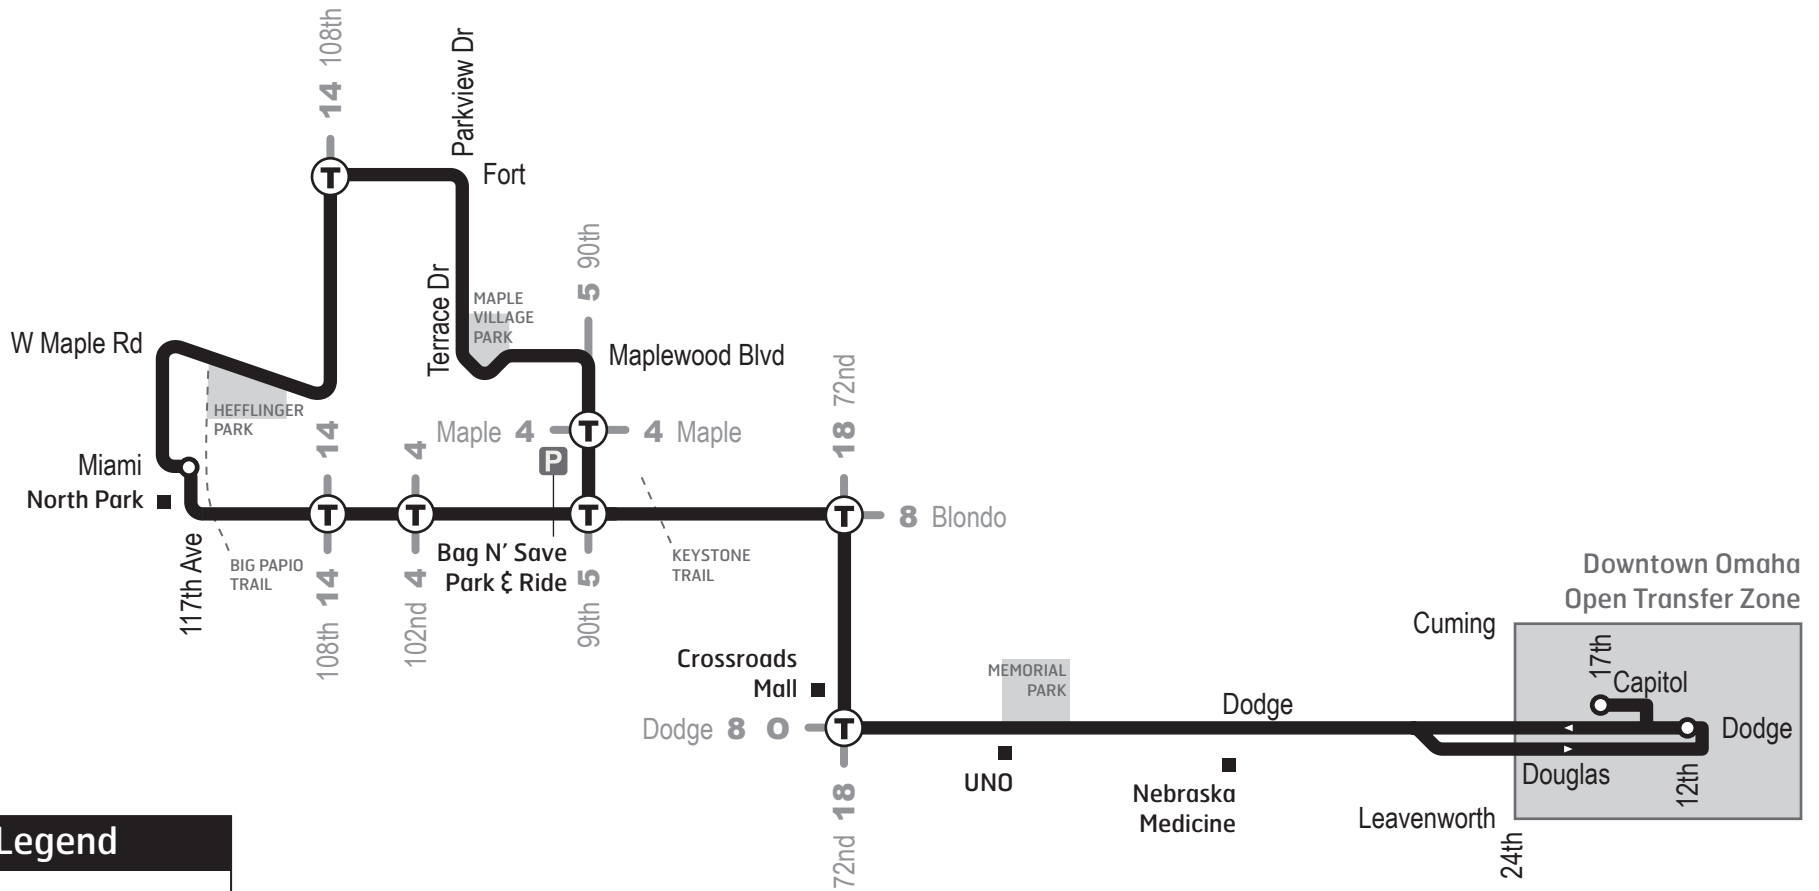 14 108th
Parkview Dr
T
Fort
5 90th
Terrace Dr
MAPLE
VILLAGE
PARK
W Maple Rd
Maplewood Blvd
18 72nd
HEFFLINGER
PARK
14
4
Maple 4
T
4 Maple
P
Miami
North Park
T
T
T
T
8 Blondo
117th Ave
BIG PAPIO
TRAIL
108th 14
102nd 4
Bag N' Save
Park & Ride
90th 5
KEYSTONE
TRAIL
Downtown Omaha
Open Transfer Zone
Cuming
17th
Capitol
Crossroads
Mall
MEMORIAL
PARK
Dodge
Dodge 8 0
T
Dodge
UNO
Nebraska
Medicine
Douglas
12th
72nd 18
Leavenworth
24th
Legend